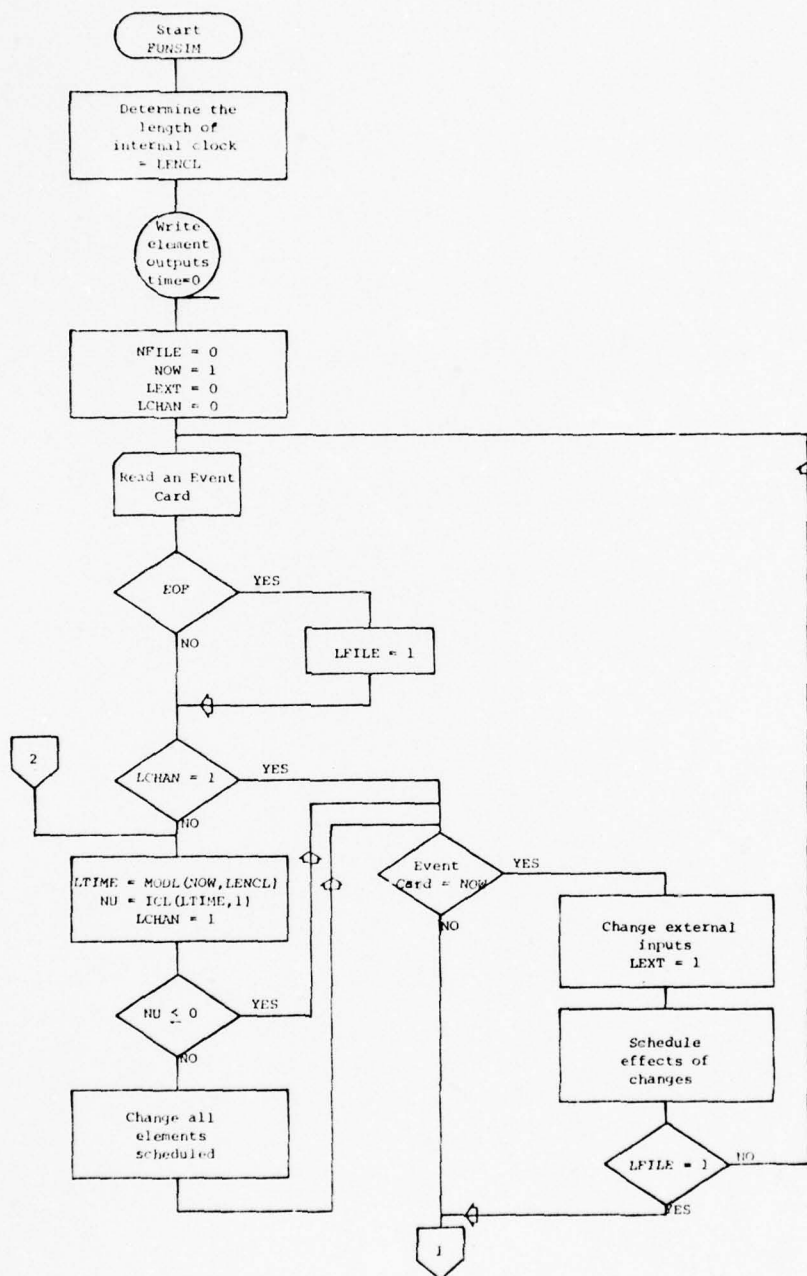 Start
FUNSIM
Determine the
length of
internal clock
= LENCL
Write
element
outputs
time=0
NFILE = 0
NOW = 1
LEXT = 0
LCHAN = 0
Read an Event
Card
EOF
YES
NO
LFILE = 1
2
LCHAN = 1
YES
NO
LTIME = MODL(NOW,LENCL)
NU = ICL(LTIME,1)
LCHAN = 1
Event
Card = NOW
YES
NO
Change external
inputs
LEXT = 1
NU ≤ 0
YES
NO
Schedule
effects of
changes
Change all
elements
scheduled
LFILE = 1
NO
YES
1